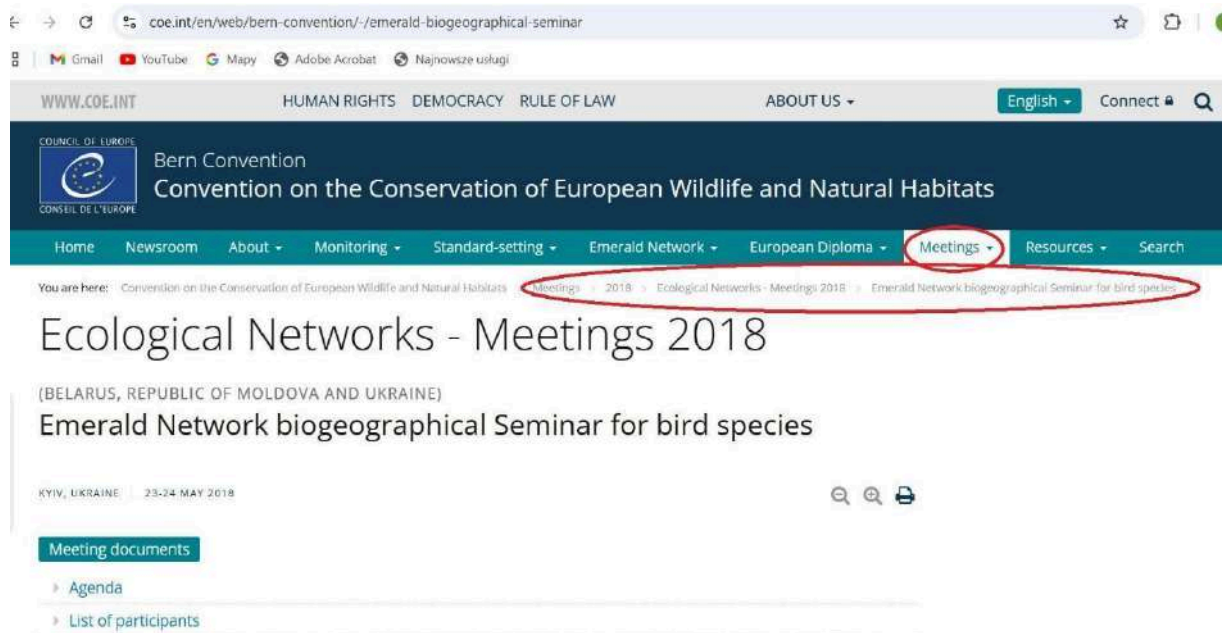 coe.int/en/web/bern-convention/-/emerald-biogeographical-seminar
Gmail YouTube Mapy Adobe Acrobat Najnowsze usługi
WWW.COE.INT HUMAN RIGHTS DEMOCRACY RULE OF LAW ABOUT US English Connect
COUNCIL OF EUROPE
CONSEIL DE L'EUROPE
Bern Convention
Convention on the Conservation of European Wildlife and Natural Habitats
Home Newsroom About Monitoring Standard-setting Emerald Network European Diploma Meetings Resources Search
You are here: Convention on the Conservation of European Wildlife and Natural Habitats Meetings > 2018 > Ecological Networks - Meetings 2018 > Emerald Network biogeographical Seminar for bird species
Ecological Networks - Meetings 2018
(BELARUS, REPUBLIC OF MOLDOVA AND UKRAINE)
Emerald Network biogeographical Seminar for bird species
KYIV, UKRAINE 23-24 MAY 2018
Meeting documents
Agenda
List of participants